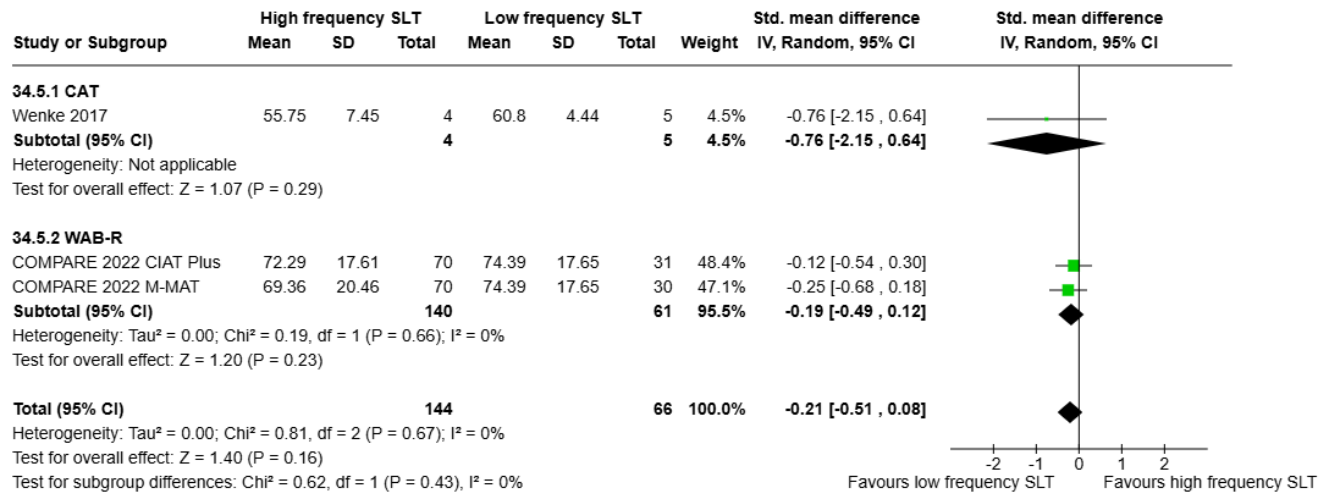 High frequency SLT Low frequency SLT Std. mean difference Std. mean difference
Study or Subgroup Mean SD Total Mean SD Total Weight IV, Random, 95% CI IV, Random, 95% CI
34.5.1 CAT
Wenke 2017 55.75 7.45 4 60.8 4.44 5 4.5% -0.76 [-2.15 , 0.64]
Subtotal (95% CI) 4 5 4.5% -0.76 [-2.15 , 0.64]
Heterogeneity: Not applicable
Test for overall effect: Z = 1.07 (P = 0.29)
34.5.2 WAB-R
COMPARE 2022 CIAT Plus 72.29 17.61 70 74.39 17.65 31 48.4% -0.12 [-0.54 , 0.30]
COMPARE 2022 M-MAT 69.36 20.46 70 74.39 17.65 30 47.1% -0.25 [-0.68 , 0.18]
Subtotal (95% CI) 140 61 95.5% -0.19 [-0.49 , 0.12]
Heterogeneity: Tau² = 0.00; Chi² = 0.19, df = 1 (P = 0.66); I² = 0%
Test for overall effect: Z = 1.20 (P = 0.23)
Total (95% CI) 144 66 100.0% -0.21 [-0.51 , 0.08]
Heterogeneity: Tau² = 0.00; Chi² = 0.81, df = 2 (P = 0.67); I² = 0%
Test for overall effect: Z = 1.40 (P = 0.16)
-2 -1 0 1 2
Test for subgroup differences: Chi² = 0.62, df = 1 (P = 0.43), I² = 0% Favours low frequency SLT Favours high frequency SLT